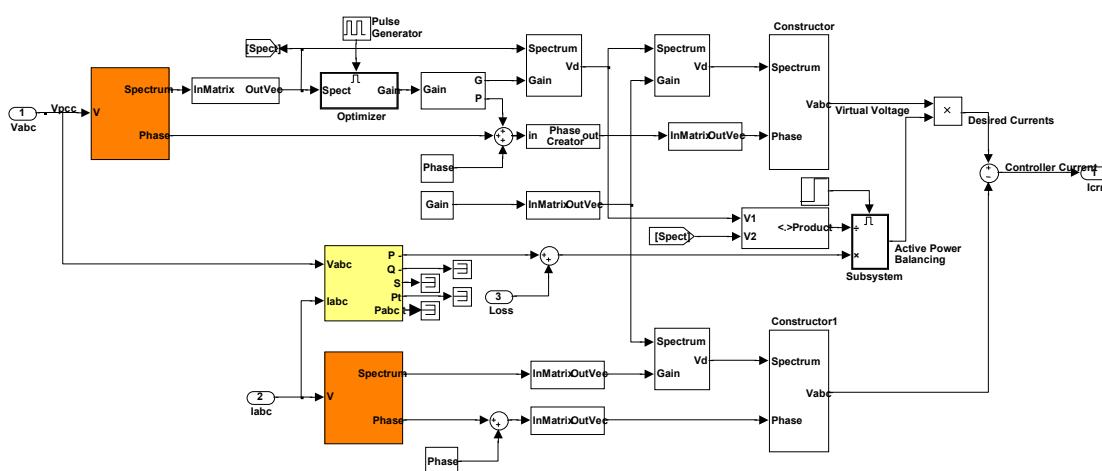 Pulse
Generator
Constructor
[Spect]
Spectrum
Vd
Gain
Spectrum
Vd
Gain
Spectrum
Vabc
Phase
Spectrum
V
Phase
InMatrix OutVec
Spect Gain
Optimizer
Gain
G
P
1
Vabc
Vpcc
Virtual Voltage
×
Desired Currents
+
+
in Phase Creator out
InMatrix OutVec
Phase
Controller Current
+
−
1
Icrr
Gain
InMatrix OutVec
V1
V2
<.>Product
[Spect]
÷
×
Subsystem
Active Power
Balancing
Vabc
Iabc
P -
Q -
S
Pt
Pabc
+
+
3
Loss
Constructor1
Spectrum
Vd
Gain
Spectrum
Vabc
Phase
Spectrum
V
Phase
InMatrix OutVec
2
Iabc
+
+
InMatrix OutVec
Phase